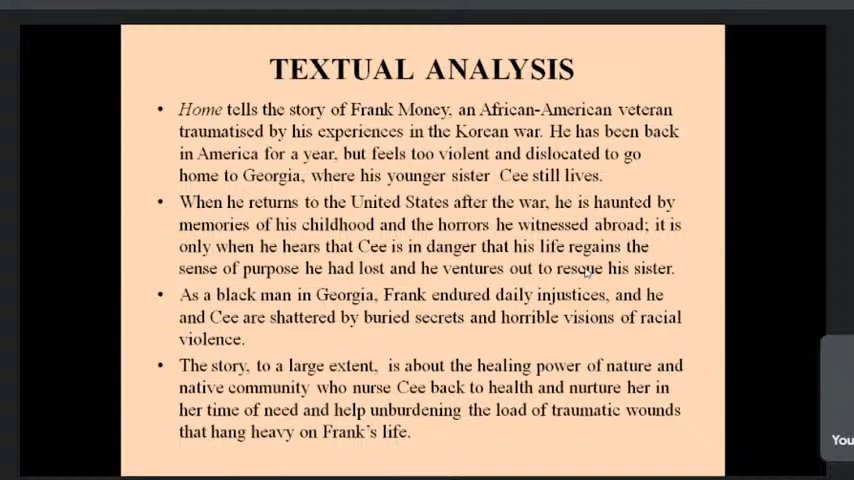 TEXTUAL ANALYSIS
• Home tells the story of Frank Money, an African-American veteran
traumatised by his experiences in the Korean war. He has been back
in America for a year, but feels too violent and dislocated to go
home to Georgia, where his younger sister Cee still lives.
• When he returns to the United States after the war, he is haunted by
memories of his childhood and the horrors he witnessed abroad; it is
only when he hears that Cee is in danger that his life regains the
sense of purpose he had lost and he ventures out to rescue his sister.
• As a black man in Georgia, Frank endured daily injustices, and he
and Cee are shattered by buried secrets and horrible visions of racial
violence.
• The story, to a large extent, is about the healing power of nature and
native community who nurse Cee back to health and nurture her in
her time of need and help unburdening the load of traumatic wounds
that hang heavy on Frank's life.
You